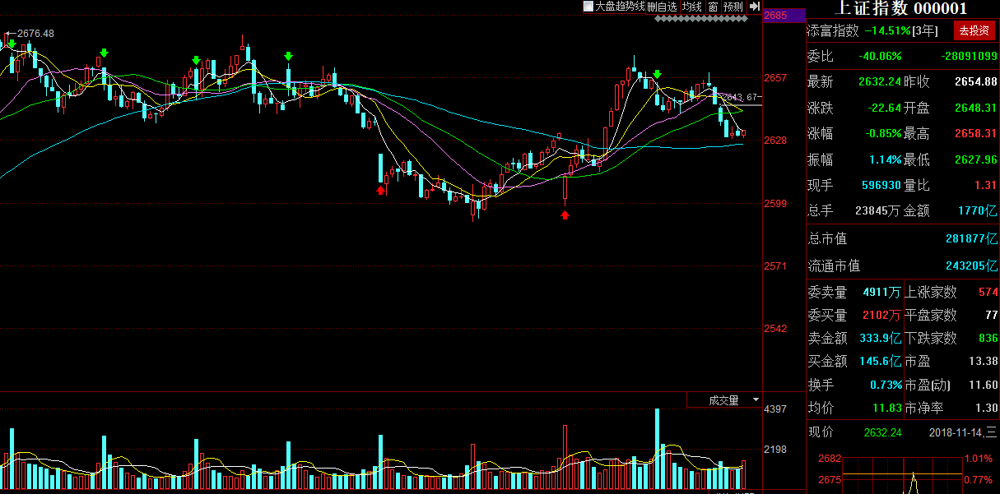 大盘趋势线 删自选 均线 窗 预测
2676.48
2643.67
2685
2657
2628
2599
2571
2542
成交量
4397
2198
上证指数 000001
添富指数 -14.51%[3年] 去投资
委比 -40.06% -28091099
最新 2632.24 昨收 2654.88
涨跌 -22.64 开盘 2648.31
涨幅 -0.85% 最高 2658.31
振幅 1.14% 最低 2627.96
现手 596930 量比 1.31
总手 23845万 金额 1770亿
总市值 281877亿
流通市值 243205亿
委卖量 4911万 上涨家数 574
委买量 2102万 平盘家数 77
卖金额 333.9亿 下跌家数 836
买金额 145.6亿 市盈 13.38
换手 0.73% 市盈(动) 11.60
均价 11.83 市净率 1.30
现价 2632.24 2018-11-14,三
2682 1.01%
2675 0.77%